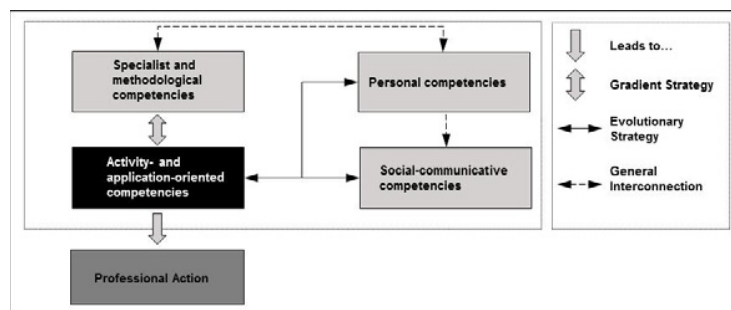 Specialist and
methodological
competencies
Personal competencies
Activity- and
application-oriented
competencies
Social-communicative
competencies
Professional Action
Leads to...
Gradient Strategy
Evolutionary
Strategy
General
Interconnection